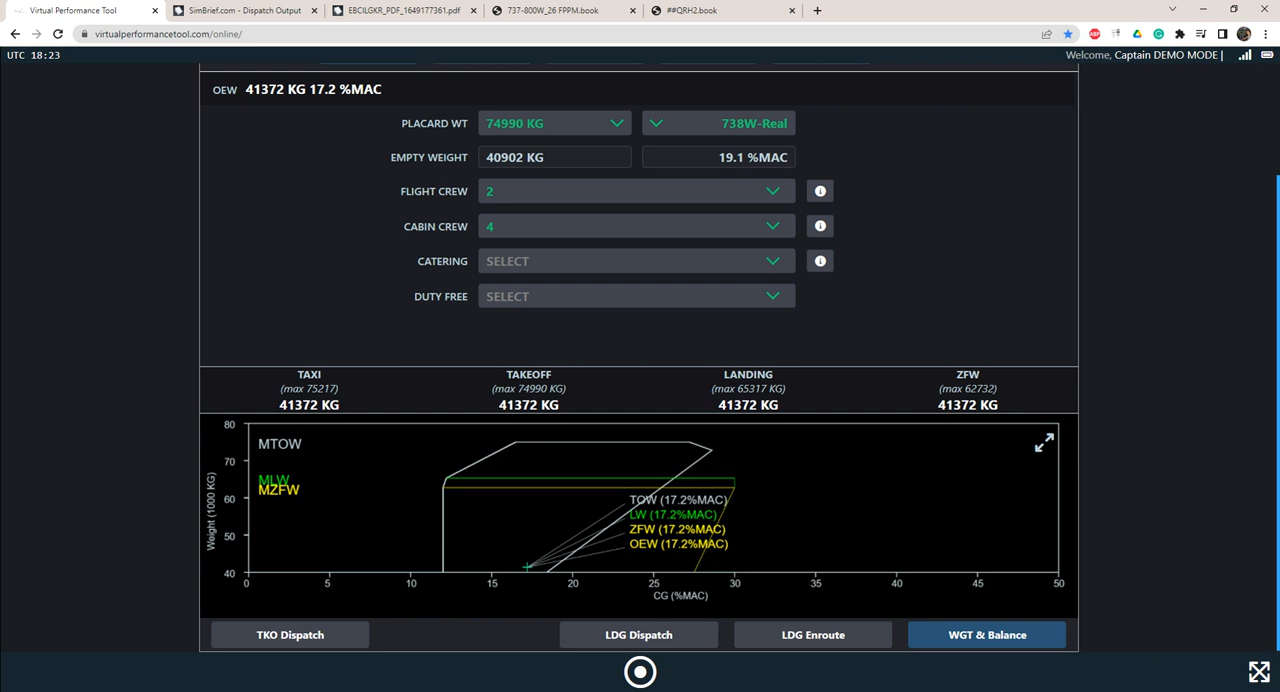 Virtual Performance Tool
SimBrief.com - Dispatch Output
EBCILGKR_PDF_1649177361.pdf
737-800W_26 FPPM.book
##QRH2.book
virtualperformancetool.com/online/
UTC 18:23
Welcome, Captain DEMO MODE |
OEW 41372 KG 17.2 %MAC
PLACARD WT 74990 KG 738W-Real
EMPTY WEIGHT 40902 KG 19.1 %MAC
FLIGHT CREW 2
CABIN CREW 4
CATERING SELECT
DUTY FREE SELECT
TAXI TAKEOFF LANDING ZFW
(max 75217) (max 74990 KG) (max 65317 KG) (max 62732)
41372 KG 41372 KG 41372 KG 41372 KG
80
MTOW
70
MLW
MZFW
60
TOW (17.2%MAC)
LW (17.2%MAC)
ZFW (17.2%MAC)
50
OEW (17.2%MAC)
40
Weight (1000 KG)
0 5 10 15 20 25 30 35 40 45 50
CG (%MAC)
TKO Dispatch LDG Dispatch LDG Enroute WGT & Balance